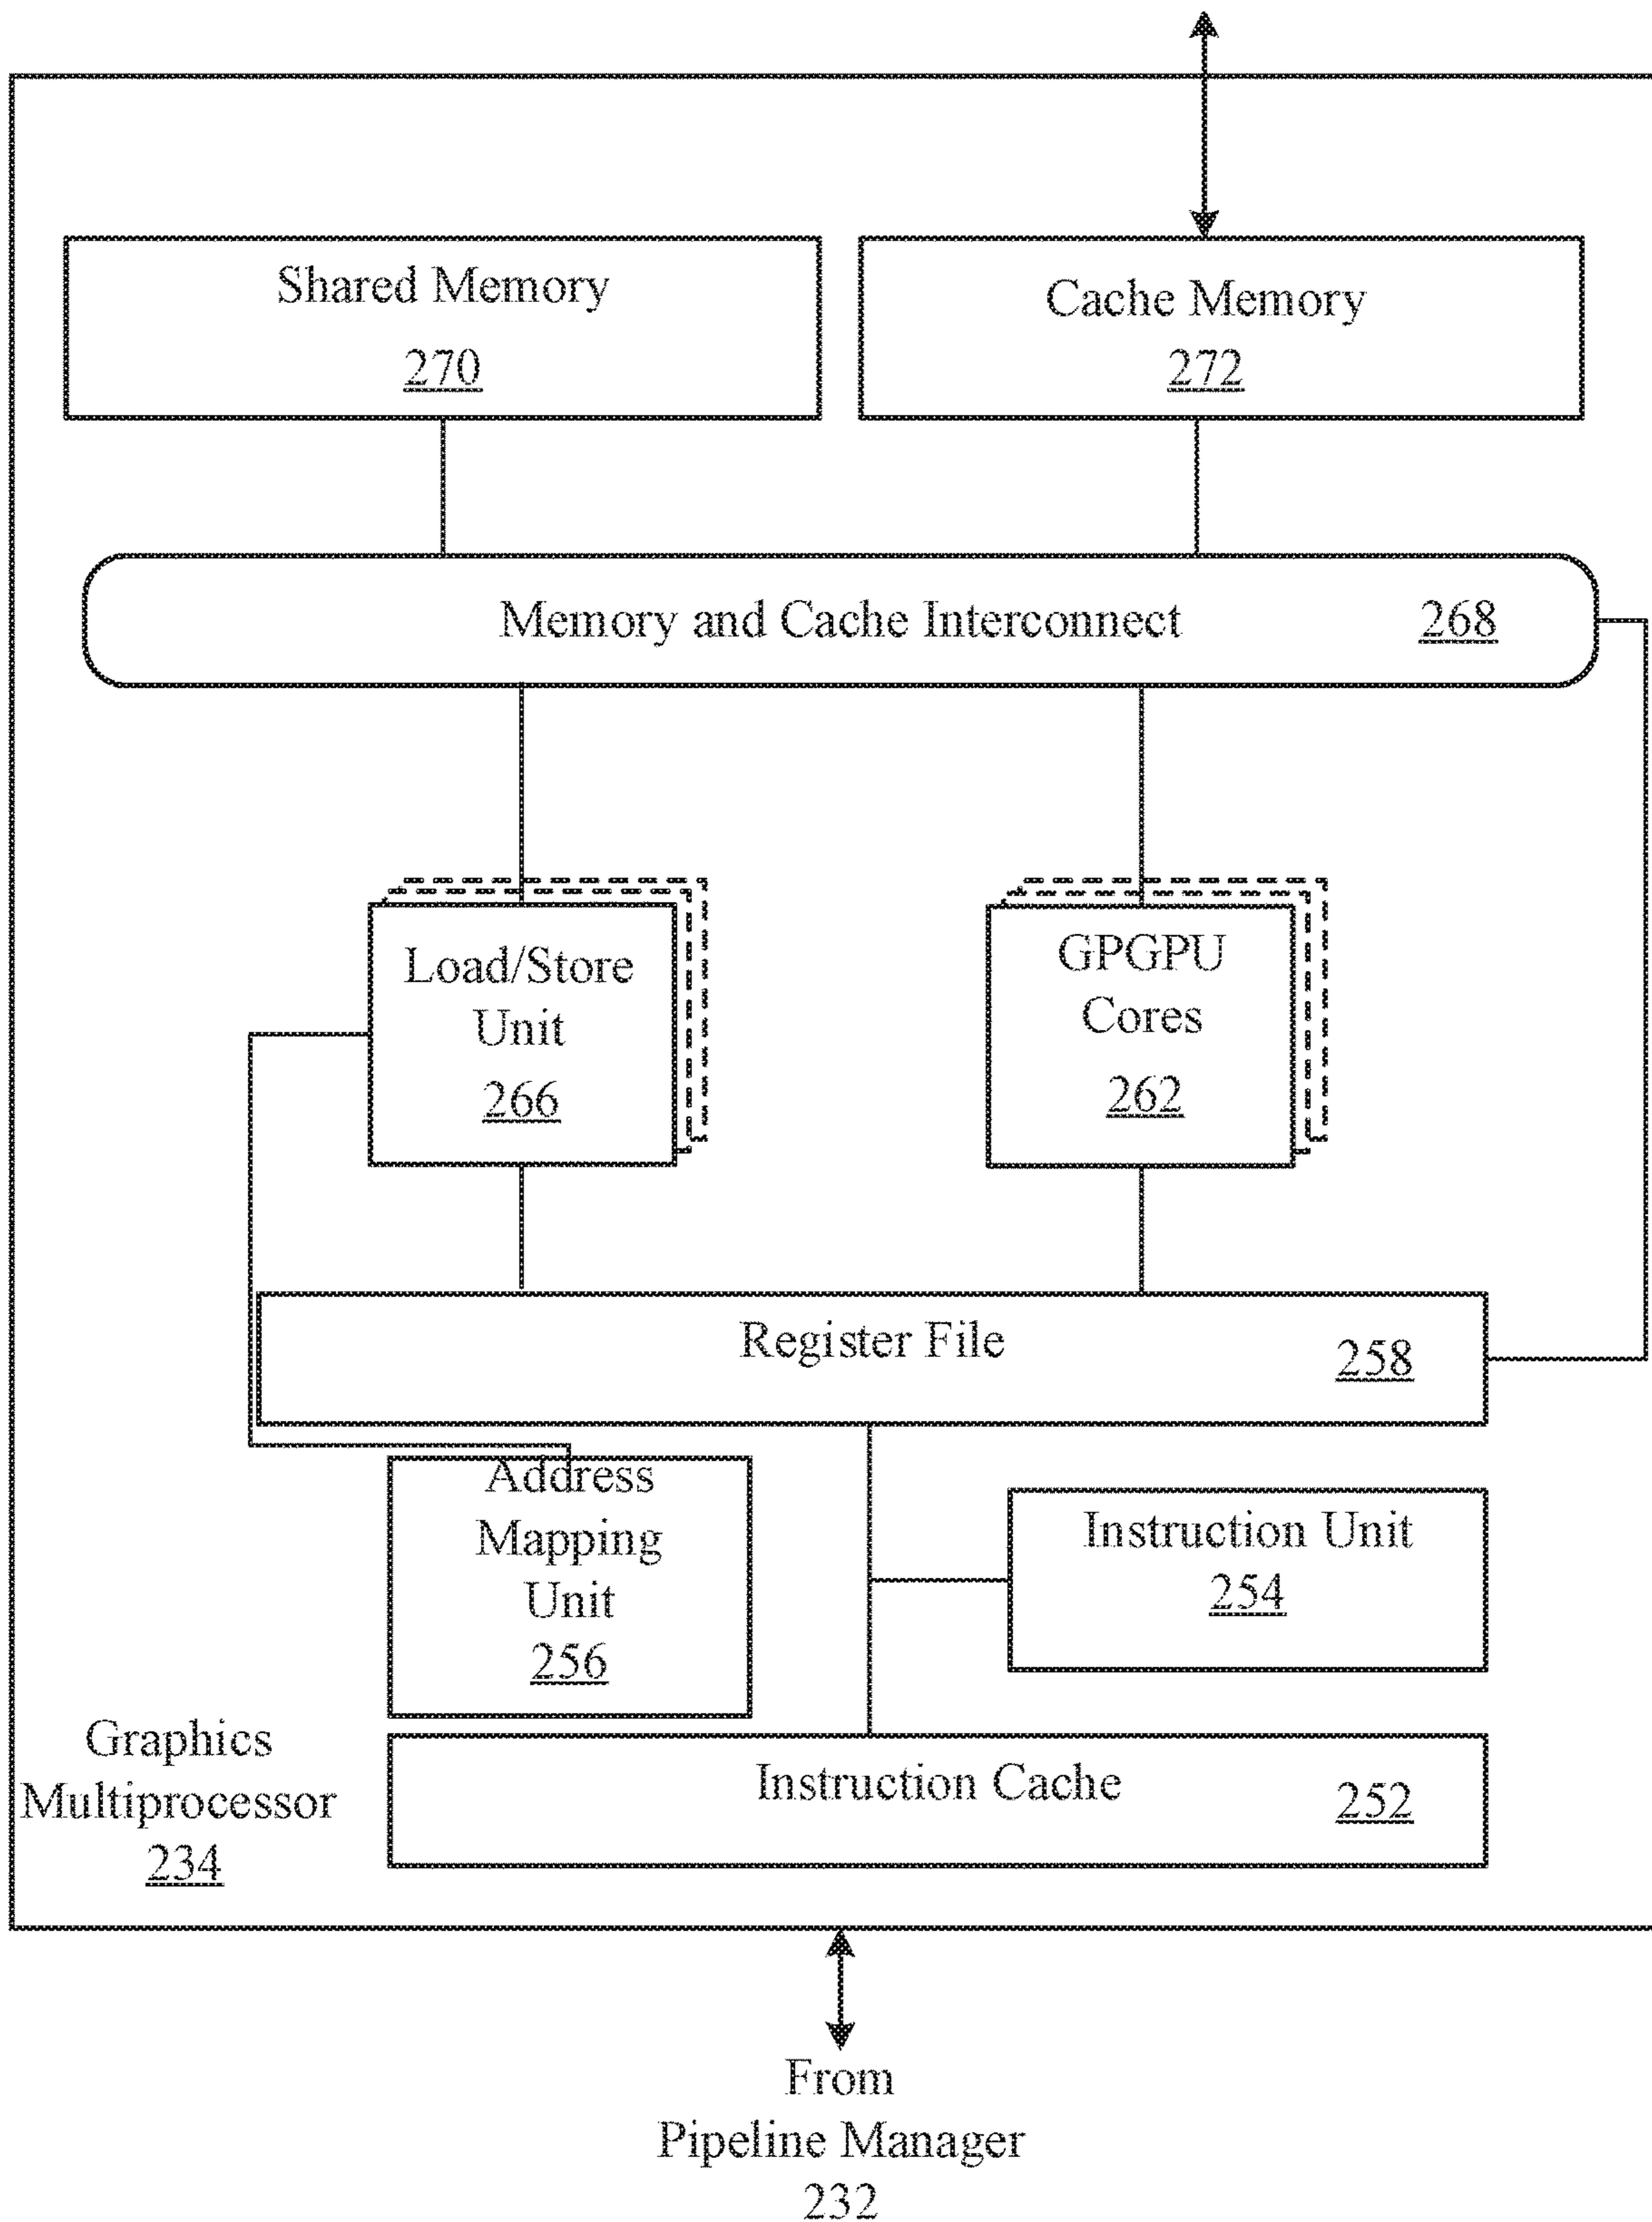 Shared Memory
270
Cache Memory
272
Memory and Cache Interconnect 268
Load/Store
Unit
266
GPGPU
Cores
262
Register File 258
Address
Mapping
Unit
256
Instruction Unit
254
Graphics
Multiprocessor
234
Instruction Cache 252
From
Pipeline Manager
232